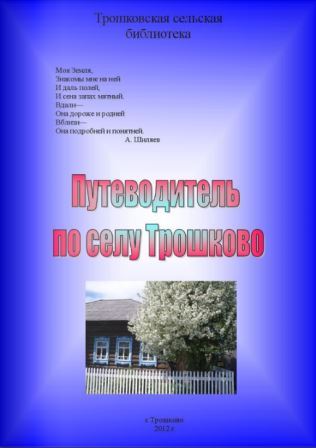 Трошковская сельская
библиотека
Моя Земля,
Знакомы мне на ней
И даль полей,
И сена запах мятный.
Вдали—
Она дороже и родней
Вблизи—
Она подробней и понятней.
А. Шиляев
Путеводитель
по селу Трошково
с Трошково
2012 г